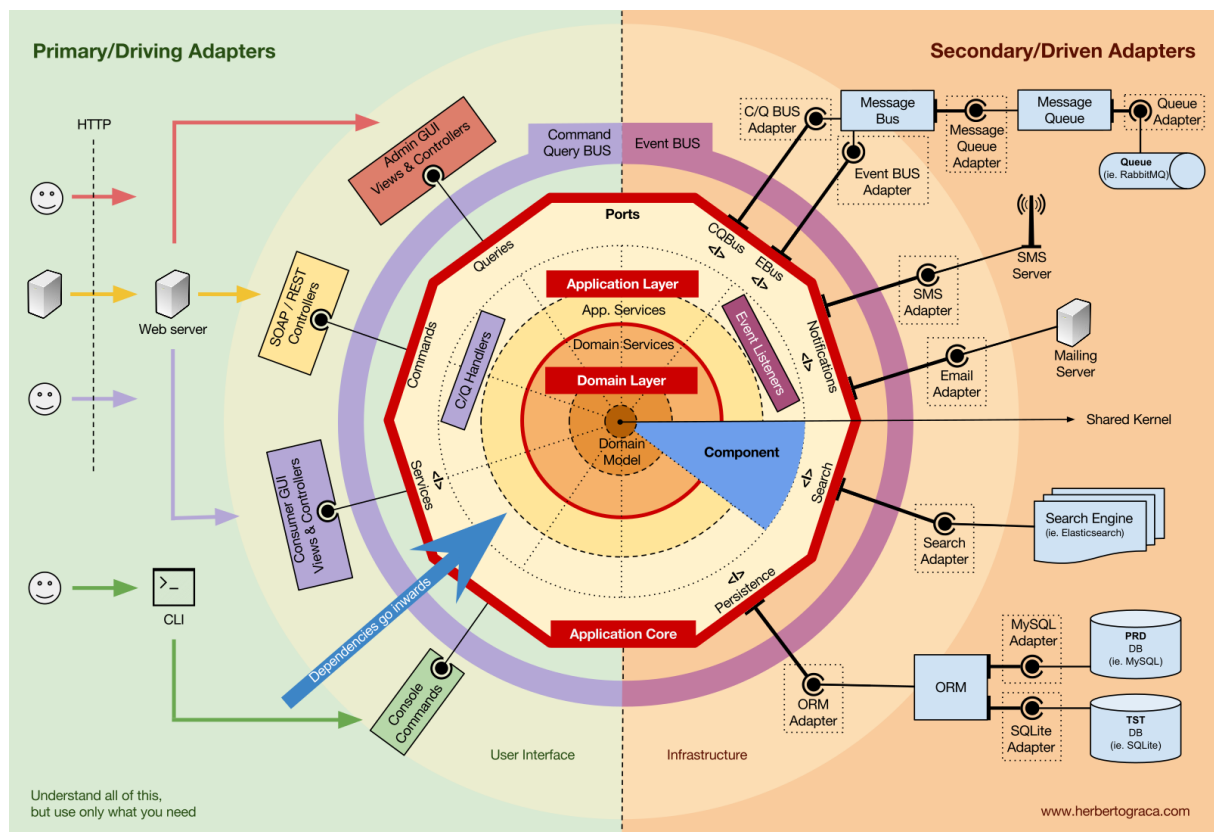 Primary/Driving Adapters
Secondary/Driven Adapters
HTTP
Web server
CLI
Admin GUI
Views & Controllers
SOAP / REST
Controllers
Consumer GUI
Views & Controllers
Console
Commands
Command
Query BUS
Event BUS
Ports
Queries
Commands
Services
</>
C/Q Handlers
Application Layer
App. Services
Domain Services
Domain Layer
Domain
Model
Component
Event Listeners
CQBus
</>
EBus
</>
Notifications
</>
Search
</>
Persistence
</>
Application Core
Dependencies go inwards
User Interface
Infrastructure
C/Q BUS
Adapter
Message
Bus
Event BUS
Adapter
Message
Queue
Adapter
Message
Queue
Queue
Adapter
Queue
(ie. RabbitMQ)
SMS
Server
SMS
Adapter
Mailing
Server
Email
Adapter
Shared Kernel
Search Engine
(ie. Elasticsearch)
Search
Adapter
ORM
Adapter
ORM
MySQL
Adapter
PRD
DB
(ie. MySQL)
SQLite
Adapter
TST
DB
(ie. SQLite)
Understand all of this,
but use only what you need
www.herbertograca.com